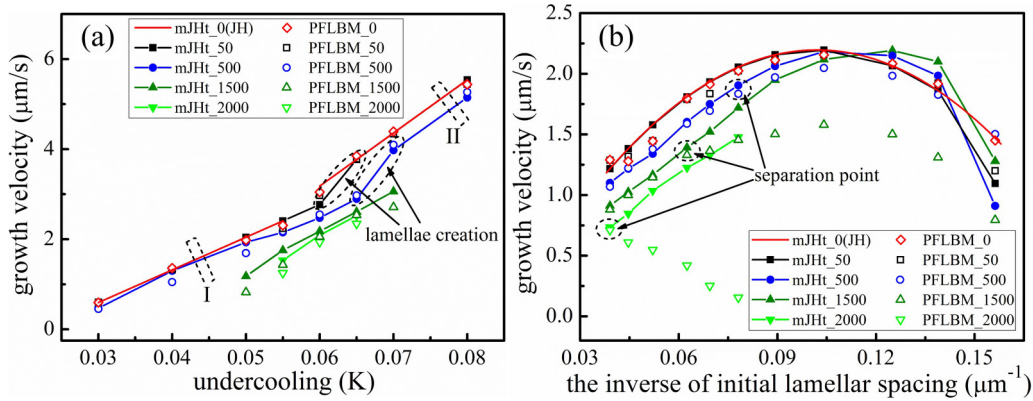 (a)
mJHt_0(JH) PFLBM_0
mJHt_50 PFLBM_50
mJHt_500 PFLBM_500
mJHt_1500 PFLBM_1500
mJHt_2000 PFLBM_2000
II
I
lamellae creation
growth velocity (μm/s)
6
4
2
0
0.03 0.04 0.05 0.06 0.07 0.08
undercooling (K)
(b)
separation point
mJHt_0(JH) PFLBM_0
mJHt_50 PFLBM_50
mJHt_500 PFLBM_500
mJHt_1500 PFLBM_1500
mJHt_2000 PFLBM_2000
growth velocity (μm/s)
2.5
2.0
1.5
1.0
0.5
0.0
0.03 0.06 0.09 0.12 0.15
the inverse of initial lamellar spacing (μm⁻¹)